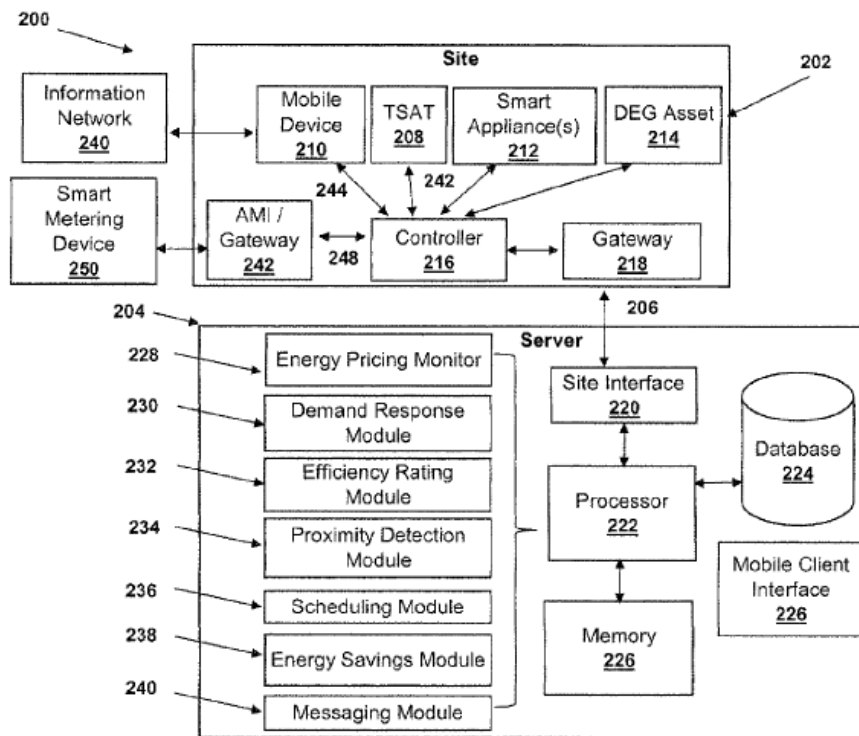 200
Site
202
Information
Network
240
Mobile
Device
210
TSAT
208
Smart
Appliance(s)
212
DEG Asset
214
244
242
Smart
Metering
Device
250
AMI /
Gateway
242
248
Controller
216
Gateway
218
206
204
Server
228
Energy Pricing Monitor
230
Demand Response
Module
232
Efficiency Rating
Module
234
Proximity Detection
Module
236
Scheduling Module
238
Energy Savings Module
240
Messaging Module
Site Interface
220
Processor
222
Database
224
Memory
226
Mobile Client
Interface
226